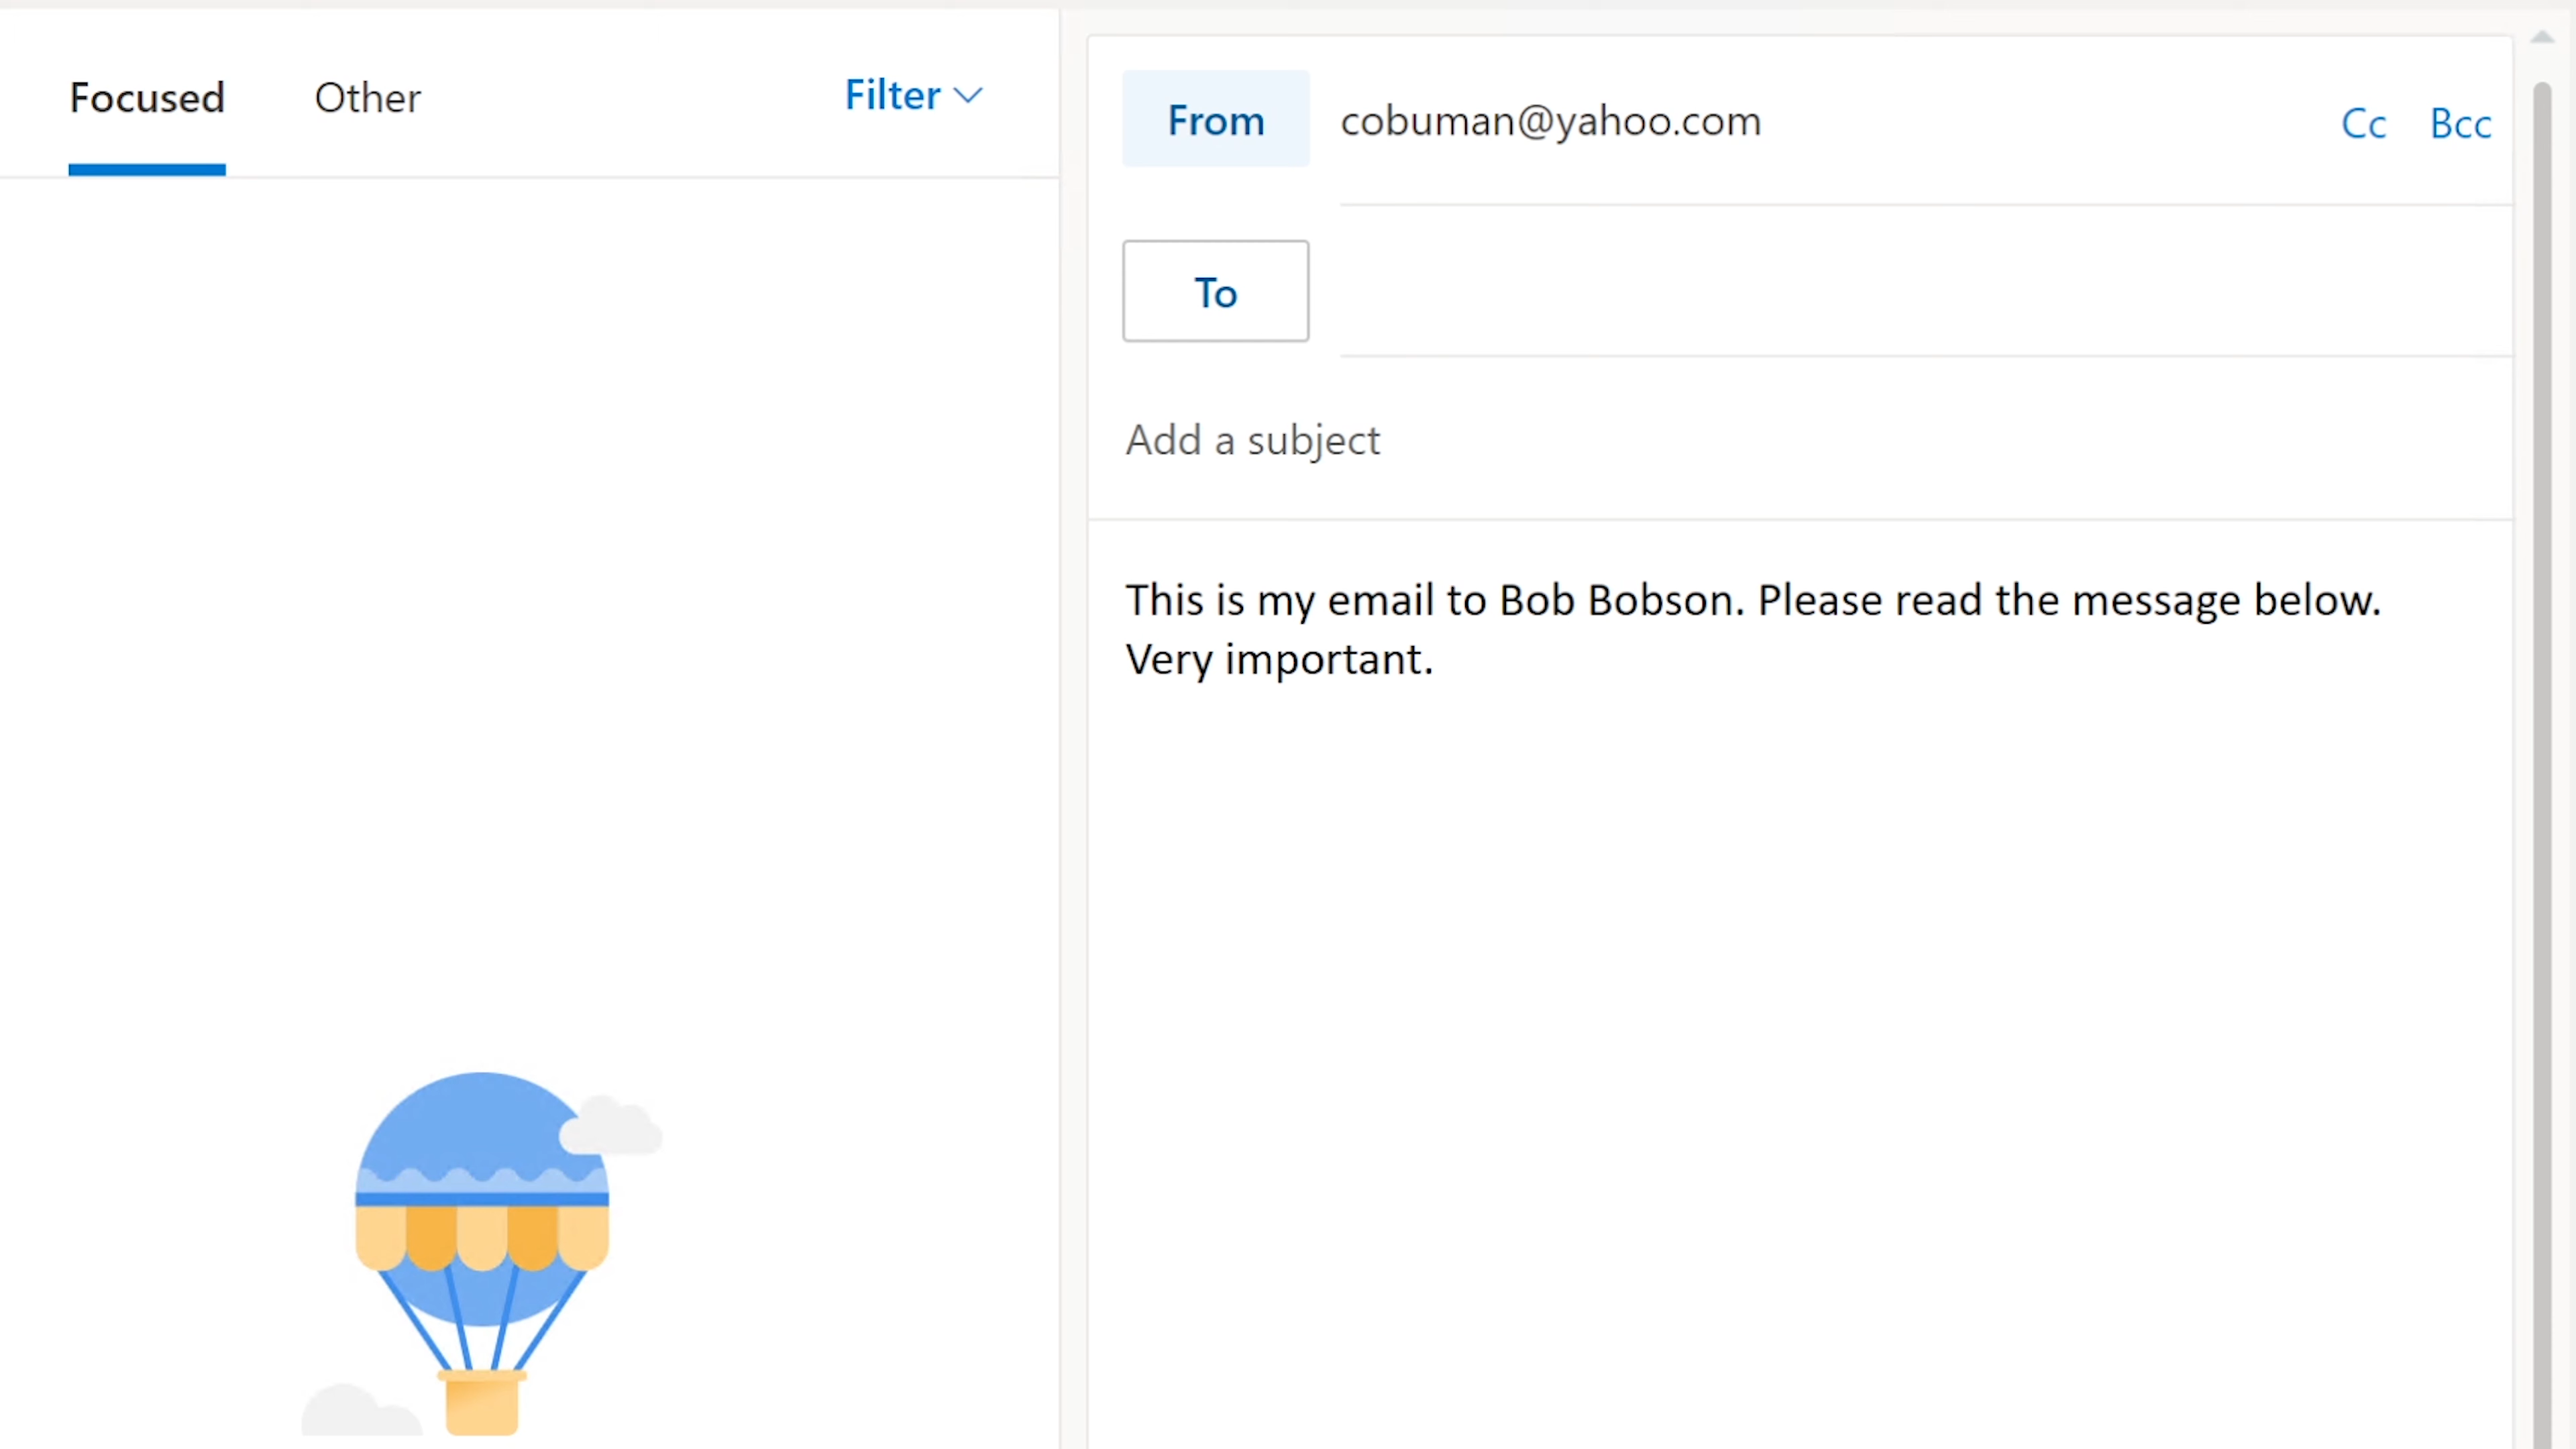 Focused
Other
Filter
From
cobuman@yahoo.com
Cc
Bcc
To
Add a subject
This is my email to Bob Bobson. Please read the message below.
Very important.